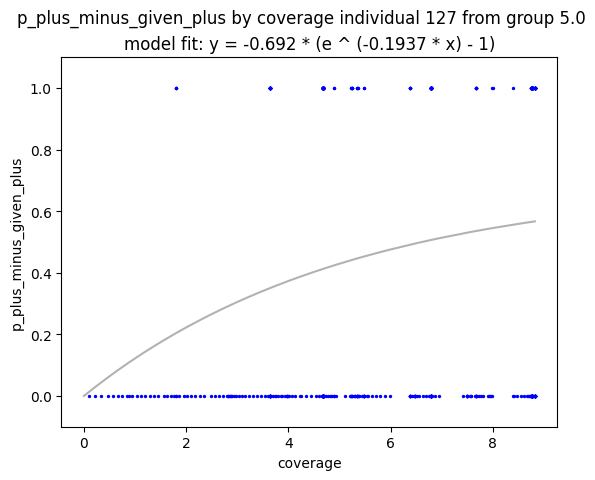 p_plus_minus_given_plus by coverage individual 127 from group 5.0
model fit: y = -0.692 * (e ^ (-0.1937 * x) - 1)
1.0
0.8
0.6
0.4
0.2
0.0
p_plus_minus_given_plus
0 2 4 6 8
coverage